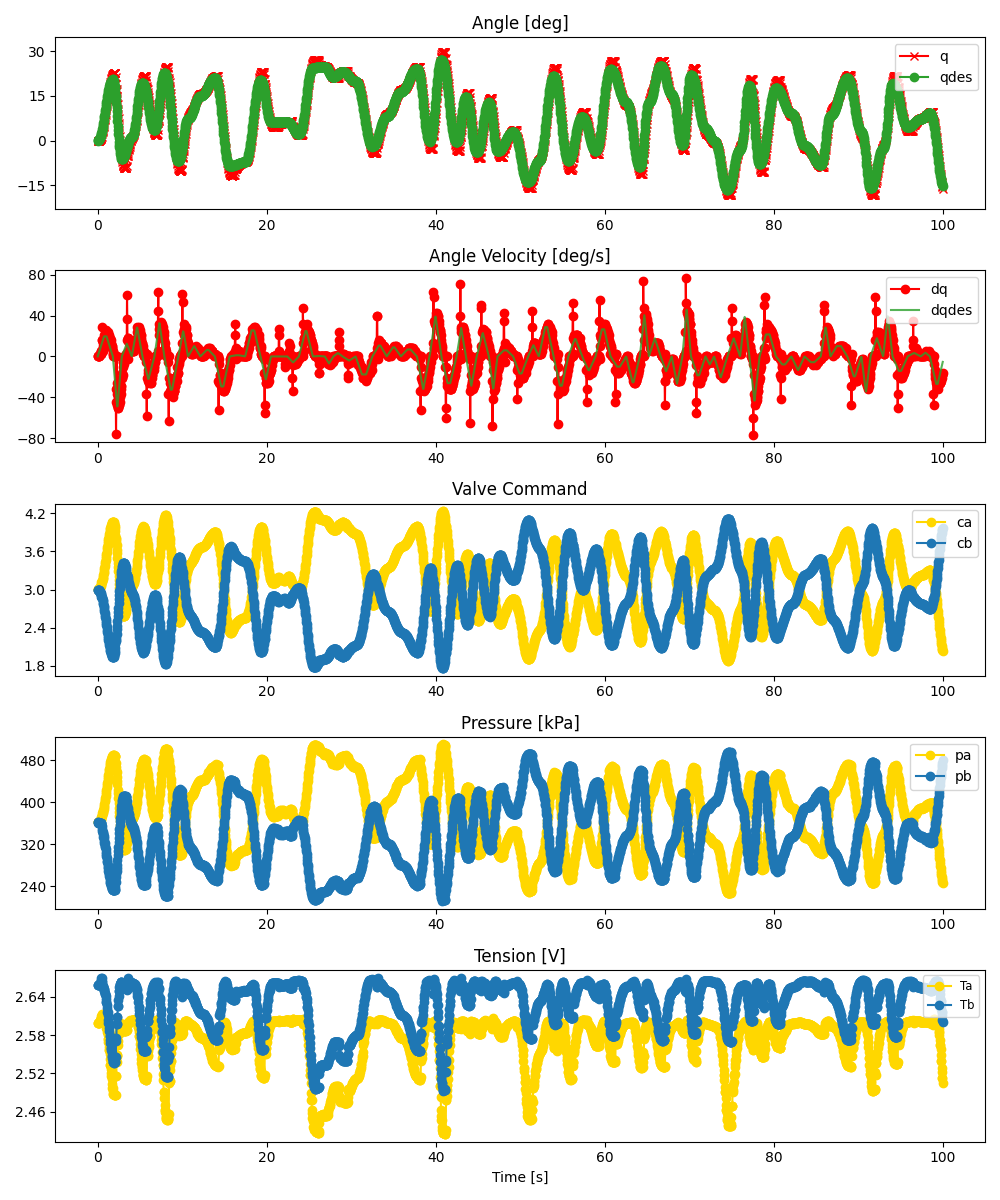 Angle [deg]
30
15
0
−15
q
qdes
0 20 40 60 80 100
Angle Velocity [deg/s]
80
40
0
−40
−80
dq
dqdes
0 20 40 60 80 100
Valve Command
4.2
3.6
3.0
2.4
1.8
ca
cb
0 20 40 60 80 100
Pressure [kPa]
480
400
320
240
pa
pb
0 20 40 60 80 100
Tension [V]
2.64
2.58
2.52
2.46
Ta
Tb
0 20 40 60 80 100
Time [s]